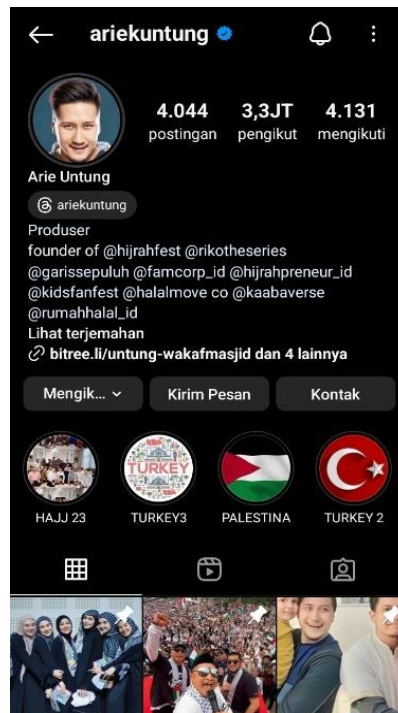 ariekuntung
4.044 3,3JT 4.131
postingan pengikut mengikuti
Arie Untung
ariekuntung
Produser
founder of @hijrahfest @rikotheseries
@garissepuluh @famcorp_id @hijrahpreneur_id
@kidsfanfest @halalmove co @kaabaverse
@rumahhalal_id
Lihat terjemahan
bitree.li/untung-wakafmasjid dan 4 lainnya
Mengik... Kirim Pesan Kontak
TURKEY
HAJJ 23 TURKEY3 PALESTINA TURKEY 2